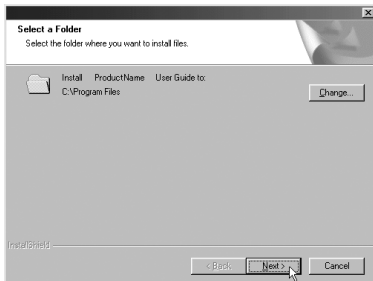 Select a Folder
Select the folder where you want to install files.
Install ProductName User Guide to:
C:\Program Files
Change...
InstallShield
< Back
Next >
Cancel